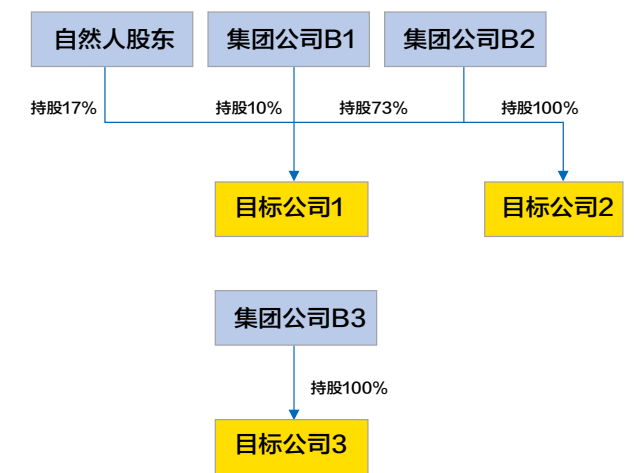 自然人股东
集团公司B1
集团公司B2
持股17%
持股10%
持股73%
持股100%
目标公司1
目标公司2
集团公司B3
持股100%
目标公司3